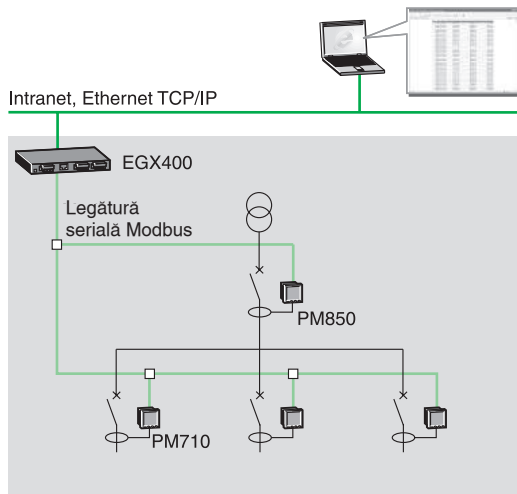 Intranet, Ethernet TCP/IP
EGX400
Legătură
serială Modbus
PM850
PM710